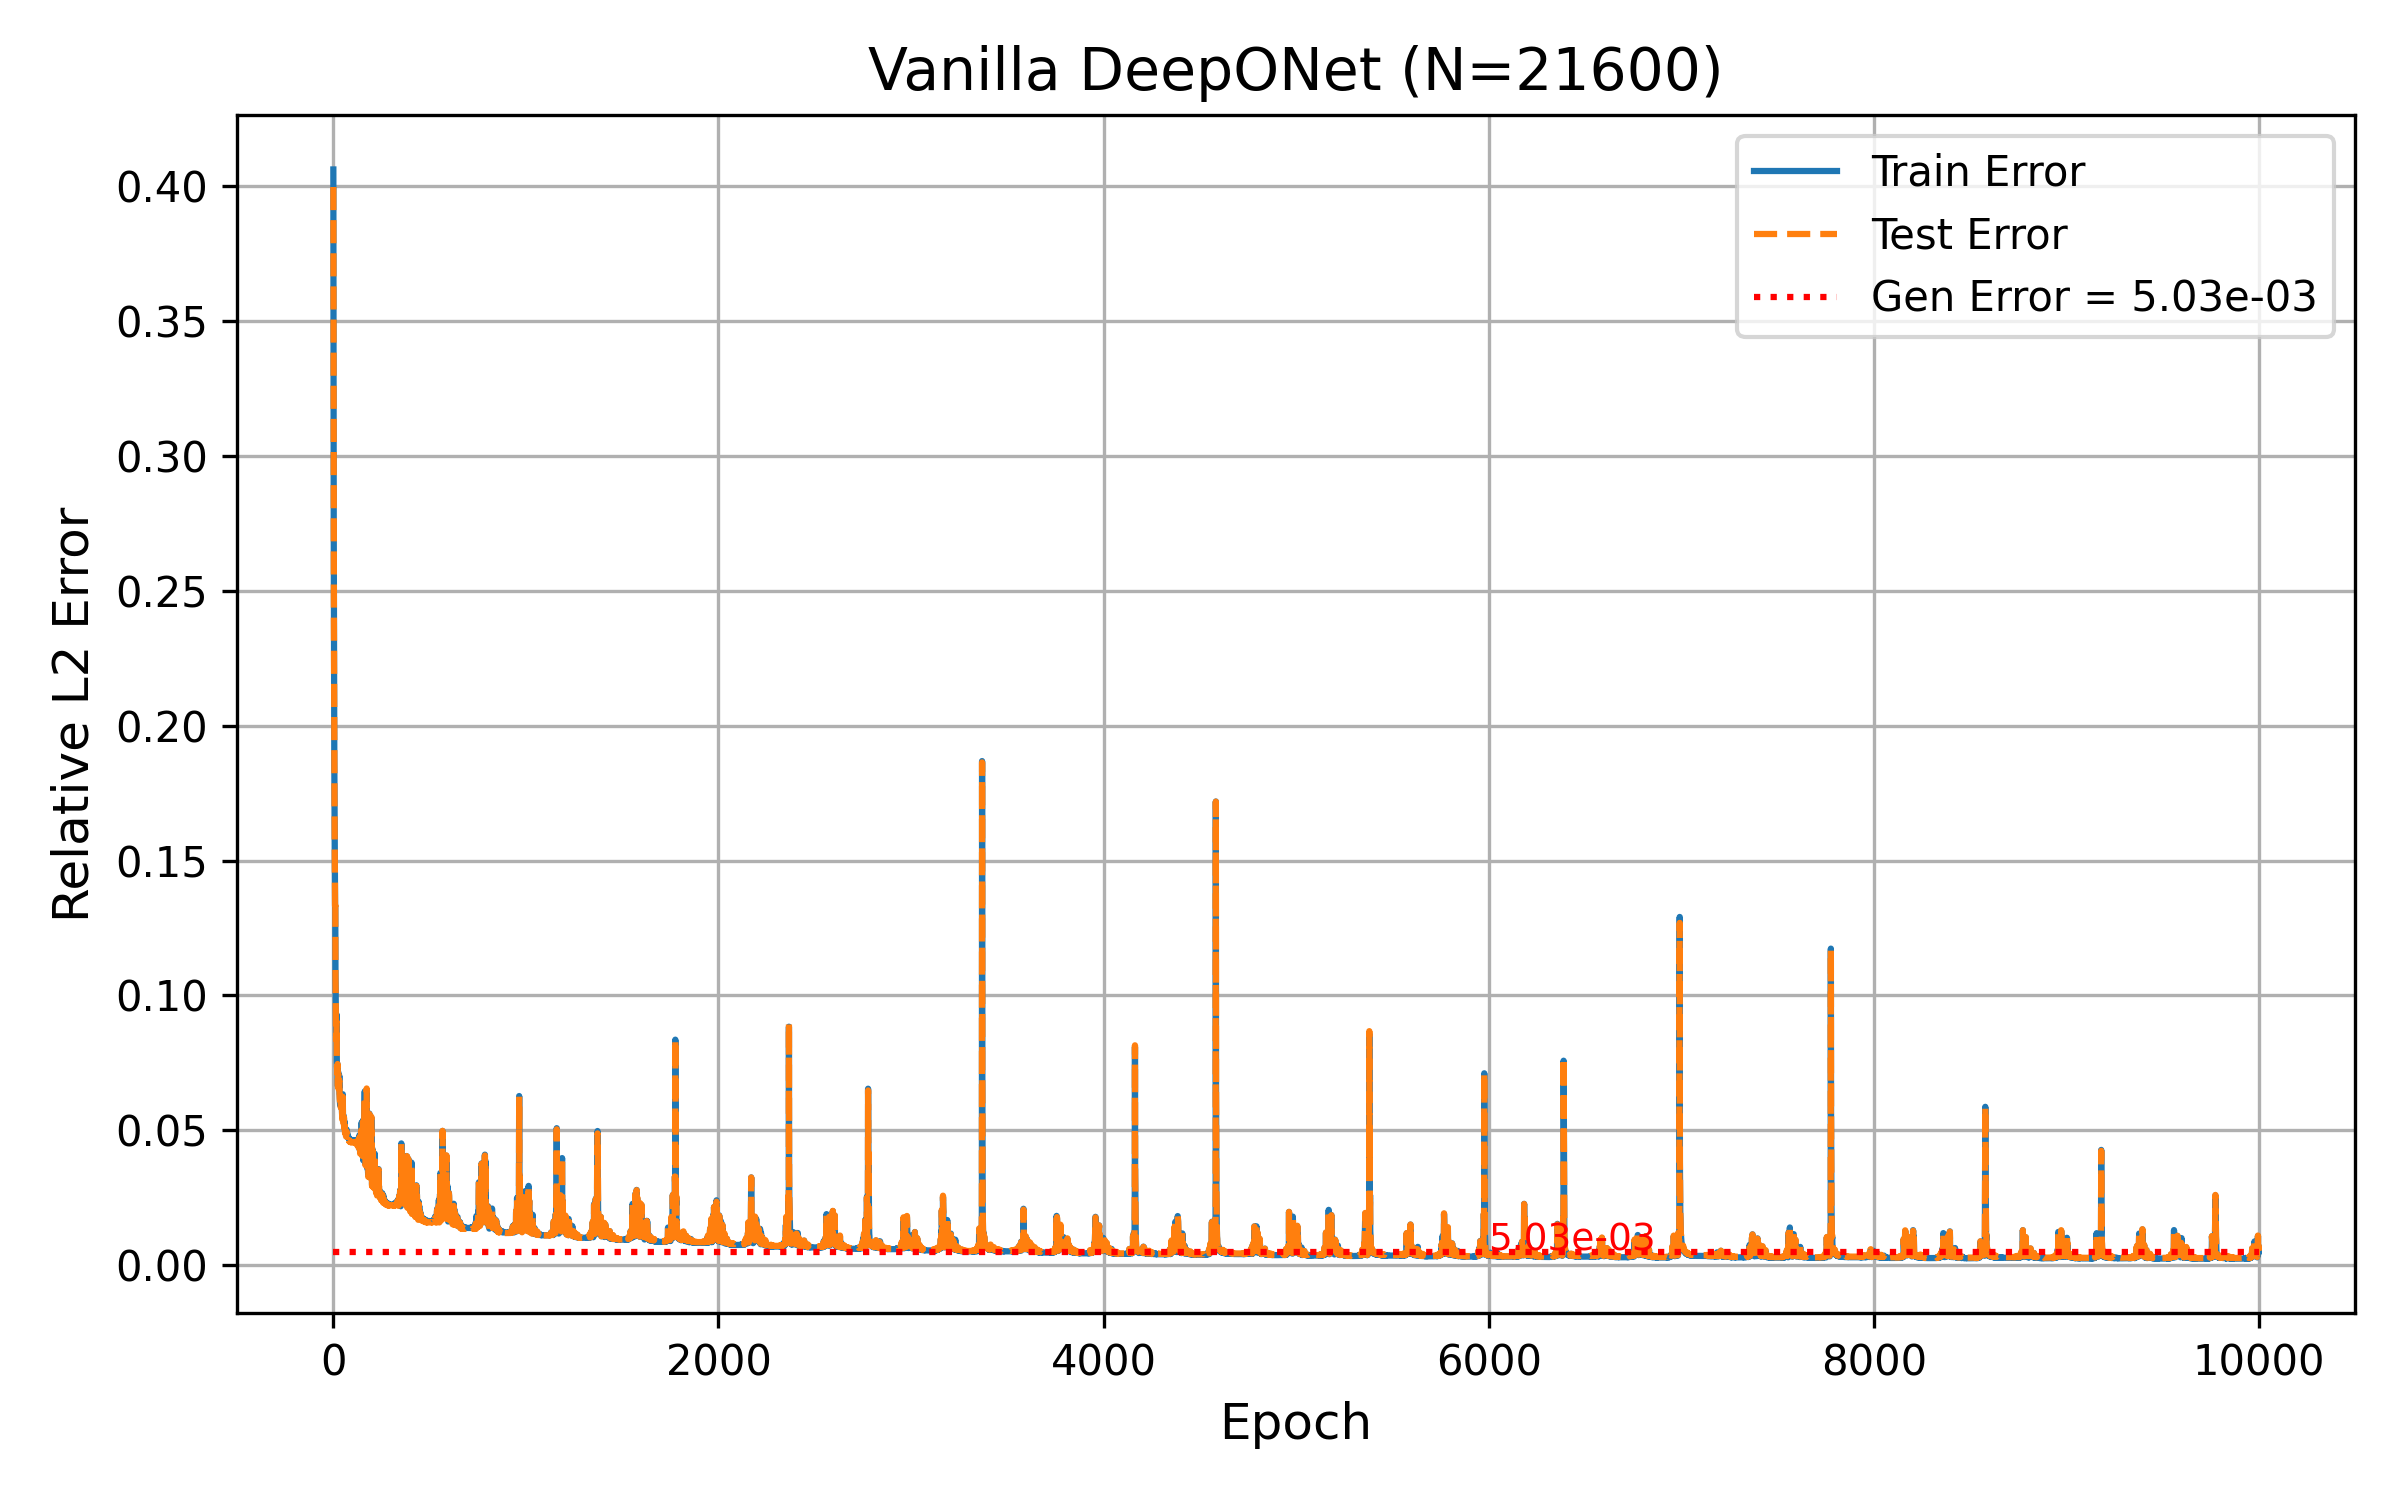 Vanilla DeepONet (N=21600)
Train Error
Test Error
Gen Error = 5.03e-03
0.40
0.35
0.30
0.25
0.20
0.15
0.10
0.05
0.00
Relative L2 Error
5.03e-03
0
2000
4000
6000
8000
10000
Epoch